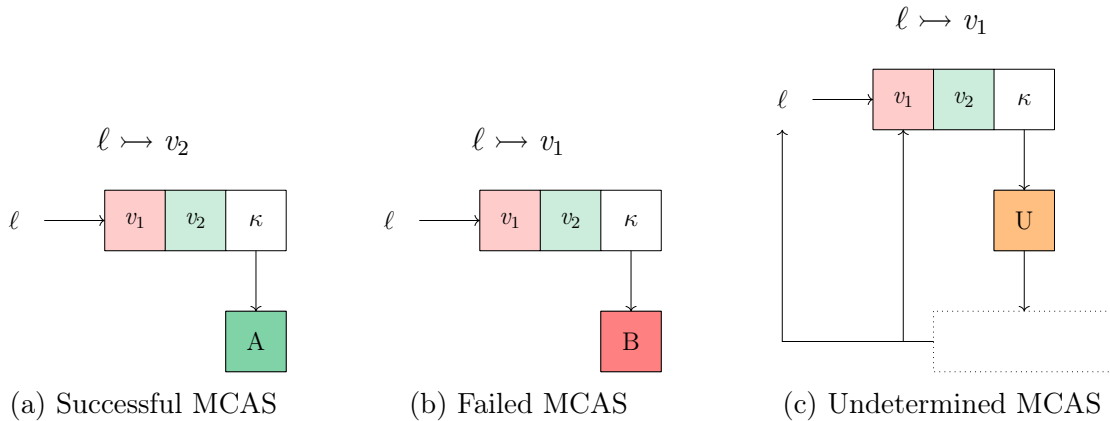 ℓ ↣ v₂
ℓ v₁ v₂ κ
A
(a) Successful MCAS
ℓ ↣ v₁
ℓ v₁ v₂ κ
B
(b) Failed MCAS
ℓ ↣ v₁
ℓ v₁ v₂ κ
U
(c) Undetermined MCAS